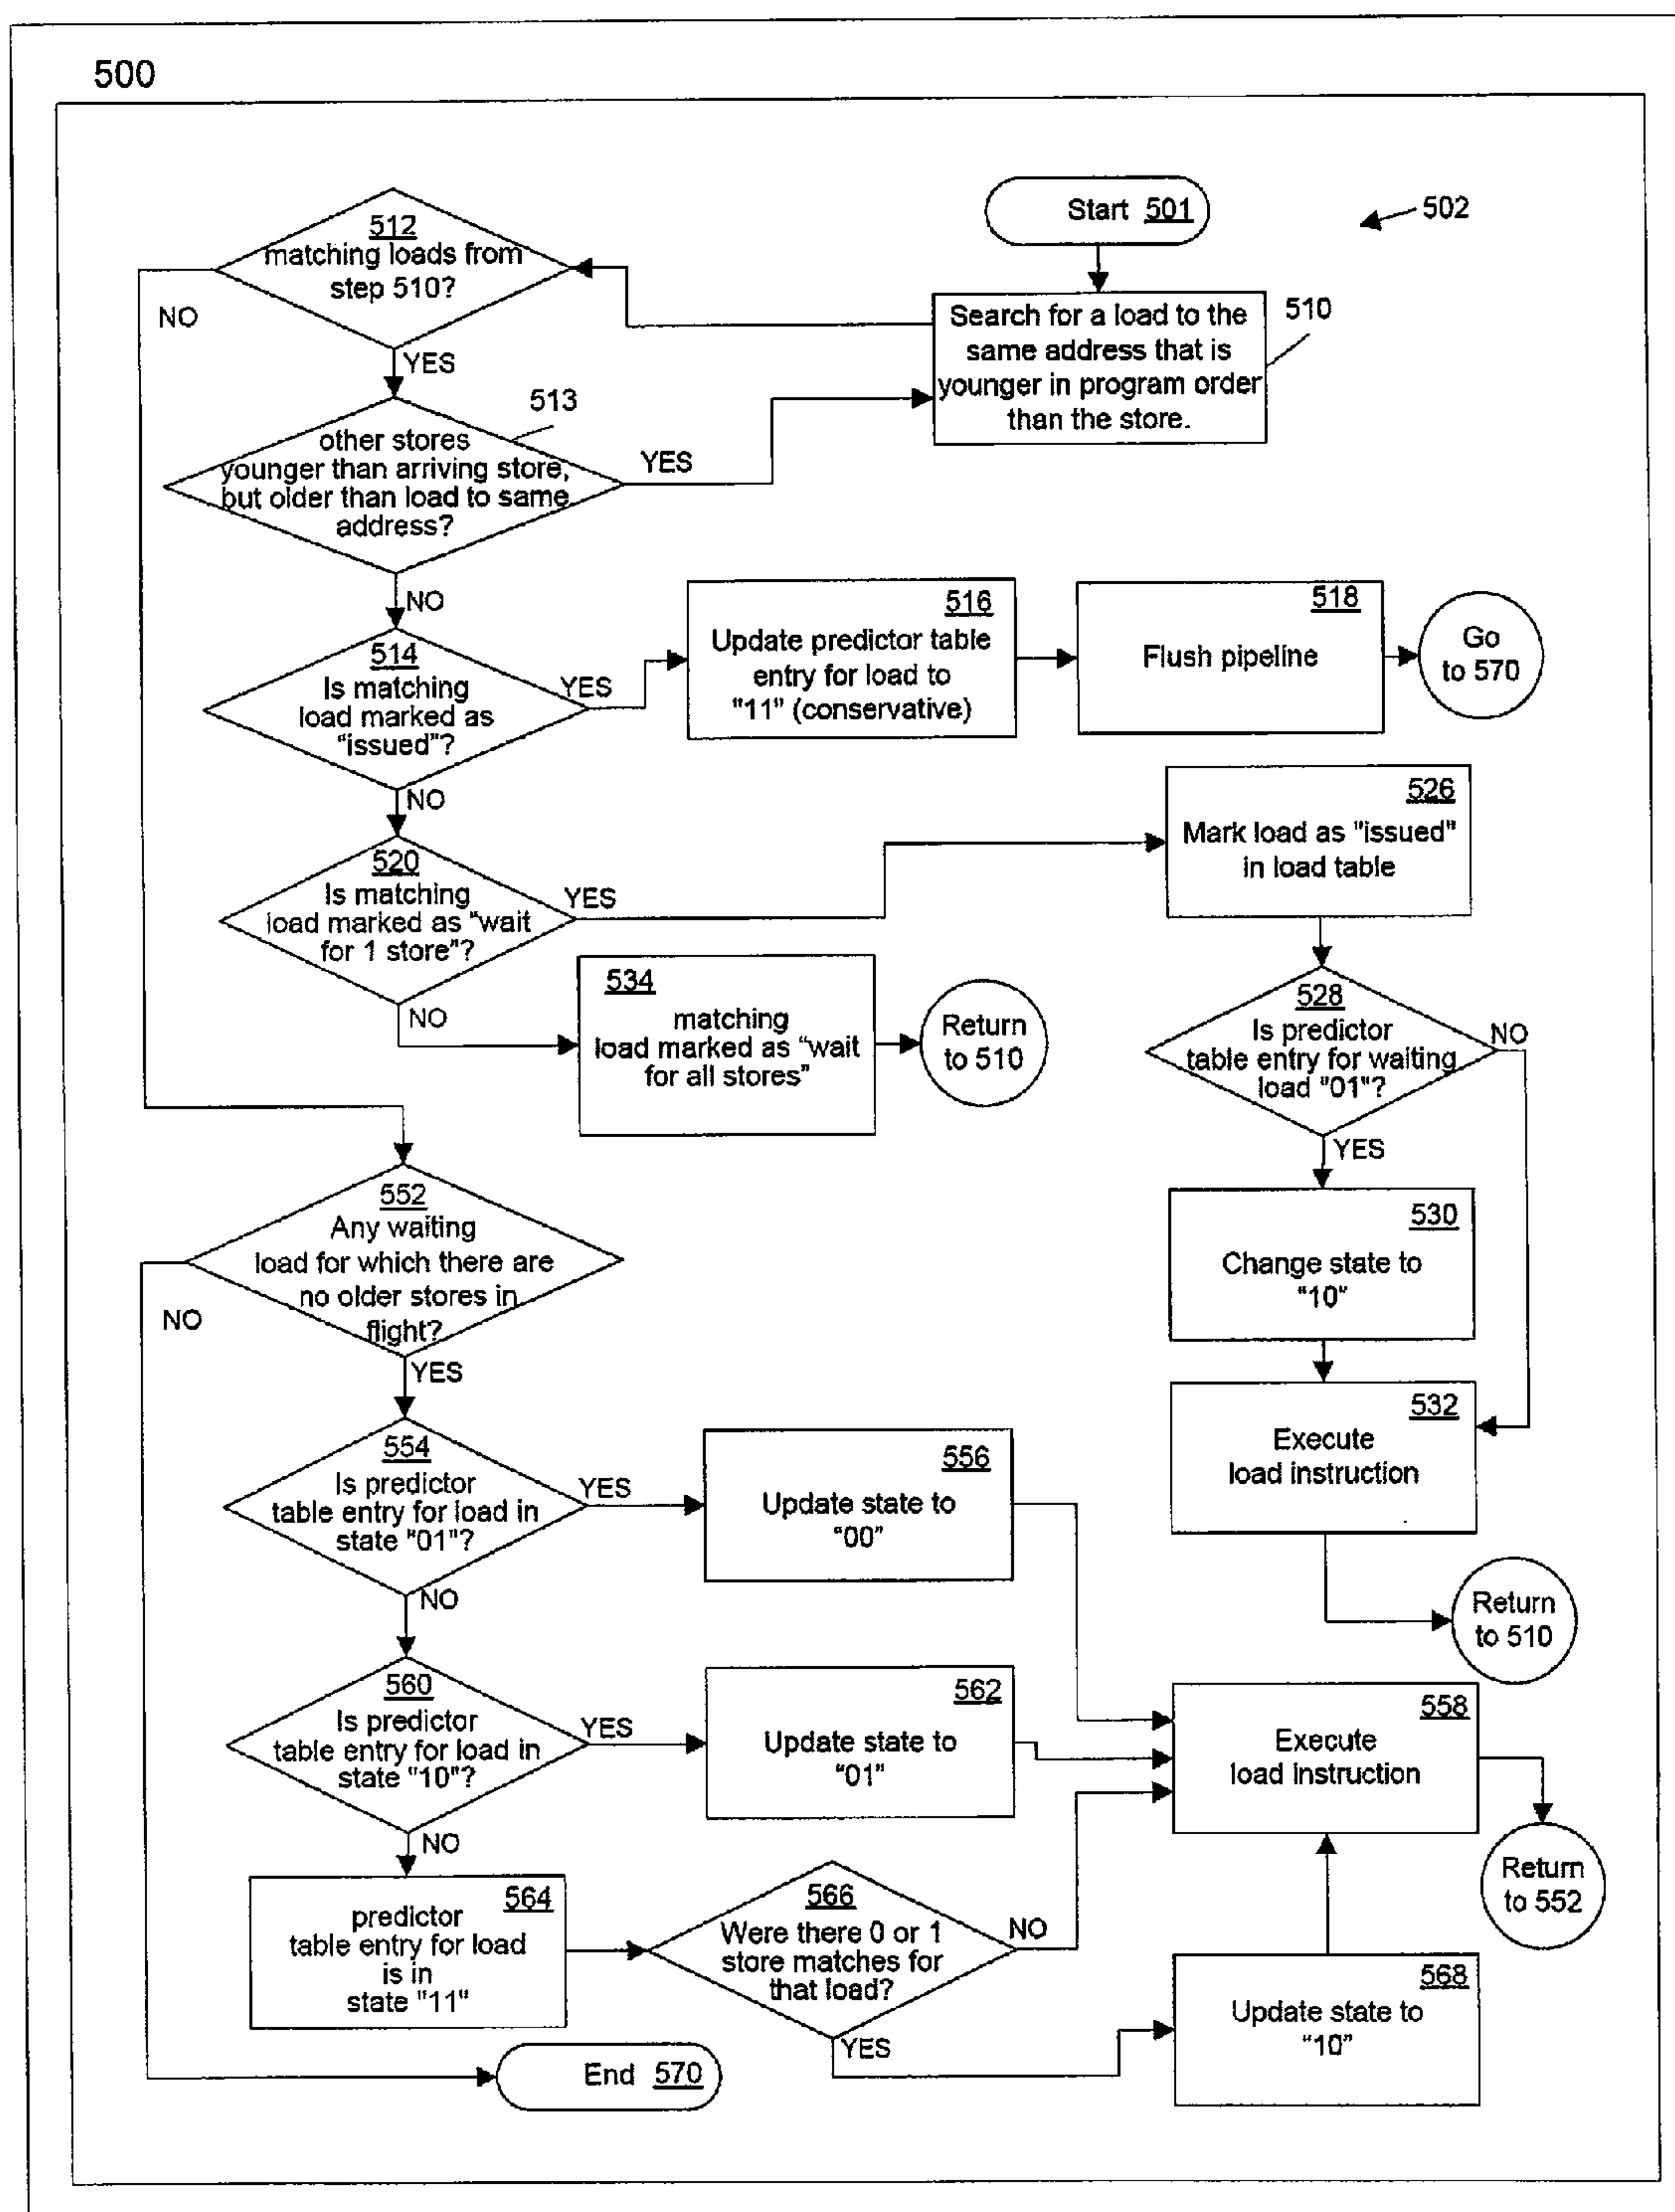 500
502
Start 501
512
matching loads from
step 510?
NO
YES
Search for a load to the
same address that is
younger in program order
than the store.
510
513
other stores
younger than arriving store,
but older than load to same
address?
YES
NO
514
Is matching
load marked as
“issued”?
YES
NO
516
Update predictor table
entry for load to
"11" (conservative)
518
Flush pipeline
Go
to 570
520
Is matching
load marked as “wait
for 1 store”?
YES
NO
526
Mark load as "issued"
in load table
534
matching
load marked as “wait
for all stores”
Return
to 510
528
Is predictor
table entry for waiting
load "01"?
NO
YES
530
Change state to
“10”
532
Execute
load instruction
Return
to 510
552
Any waiting
load for which there are
no older stores in
flight?
NO
YES
554
Is predictor
table entry for load in
state "01"?
YES
NO
556
Update state to
“00”
560
Is predictor
table entry for load in
state "10"?
YES
NO
562
Update state to
“01”
558
Execute
load instruction
Return
to 552
564
predictor
table entry for load
is in
state "11"
566
Were there 0 or 1
store matches for
that load?
NO
YES
568
Update state to
“10”
End 570